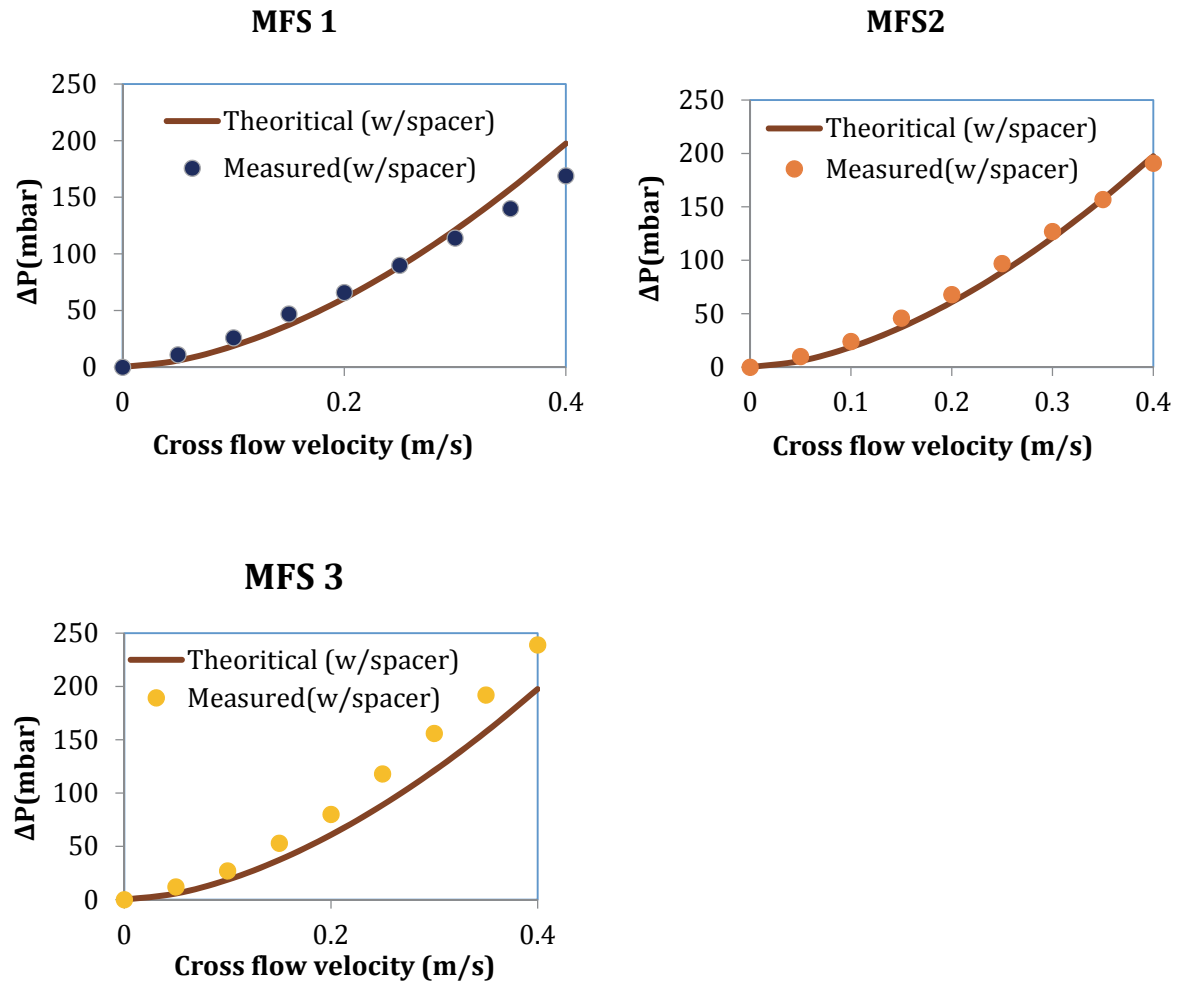 MFS 1
250
200
150
100
50
0
Theoritical (w/spacer)
Measured(w/spacer)
ΔP(mbar)
0 0.2 0.4
Cross flow velocity (m/s)
MFS2
250
200
150
100
50
0
Theoritical (w/spacer)
Measured(w/spacer)
ΔP(mbar)
0 0.1 0.2 0.3 0.4
Cross flow velocity (m/s)
MFS 3
250
200
150
100
50
0
Theoritical (w/spacer)
Measured(w/spacer)
ΔP(mbar)
0 0.2 0.4
Cross flow velocity (m/s)